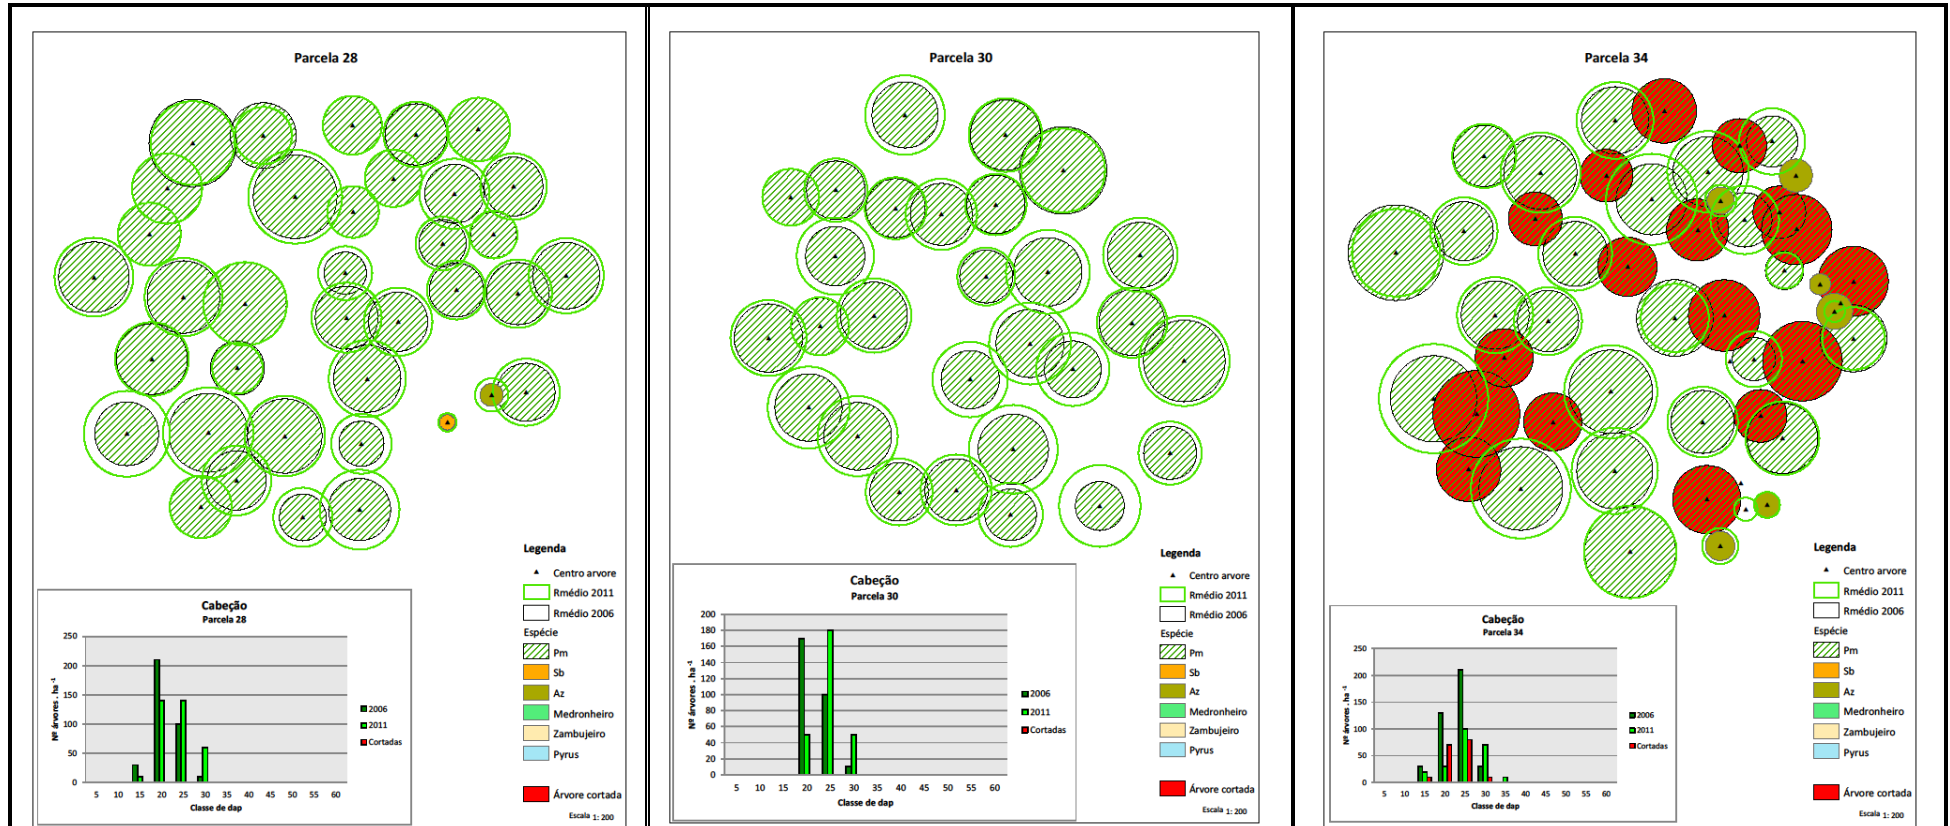 Parcela 28
Legenda
Centro arvore
Rmédio 2011
Rmédio 2006
Espécie
Pm
Sb
Az
Medronheiro
Zambujeiro
Pyrus
Árvore cortada
Escala 1: 200
Cabeção
Parcela 28
Nº árvores . ha⁻¹
250
200
150
100
50
0
5 10 15 20 25 30 35 40 45 50 55 60
Classe de dap
2006
2011
Cortadas
Parcela 30
Legenda
Centro arvore
Rmédio 2011
Rmédio 2006
Espécie
Pm
Sb
Az
Medronheiro
Zambujeiro
Pyrus
Árvore cortada
Escala 1: 200
Cabeção
Parcela 30
Nº árvores . ha⁻¹
200
180
160
140
120
100
80
60
40
20
0
5 10 15 20 25 30 35 40 45 50 55 60
Classe de dap
2006
2011
Cortadas
Parcela 34
Legenda
Centro arvore
Rmédio 2011
Rmédio 2006
Espécie
Pm
Sb
Az
Medronheiro
Zambujeiro
Pyrus
Árvore cortada
Escala 1: 200
Cabeção
Parcela 34
Nº árvores . ha⁻¹
250
200
150
100
50
0
5 10 15 20 25 30 35 40 45 50 55 60
Classe de dap
2006
2011
Cortadas